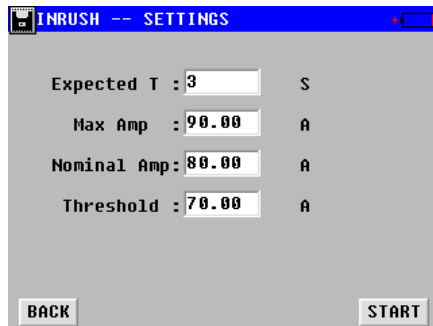 INRUSH -- SETTINGS
Expected T : 3 S
Max Amp : 90.00 A
Nominal Amp: 80.00 A
Threshold : 70.00 A
BACK START